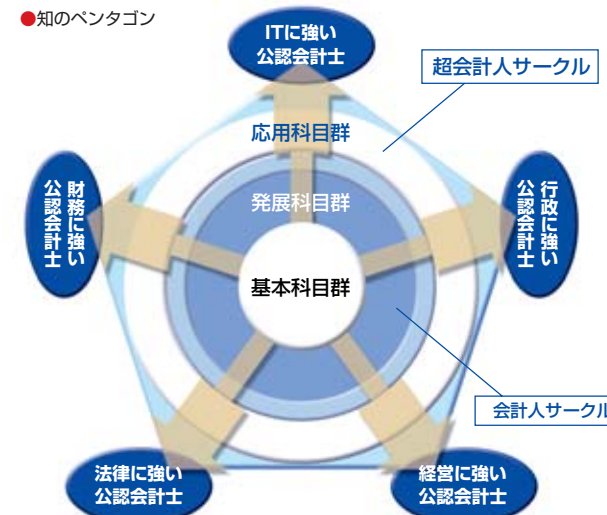 ●知のペンタゴン
ITに強い
公認会計士
超会計人サークル
応用科目群
財務に強い
公認会計士
発展科目群
行政に強い
公認会計士
基本科目群
会計人サークル
法律に強い
公認会計士
経営に強い
公認会計士